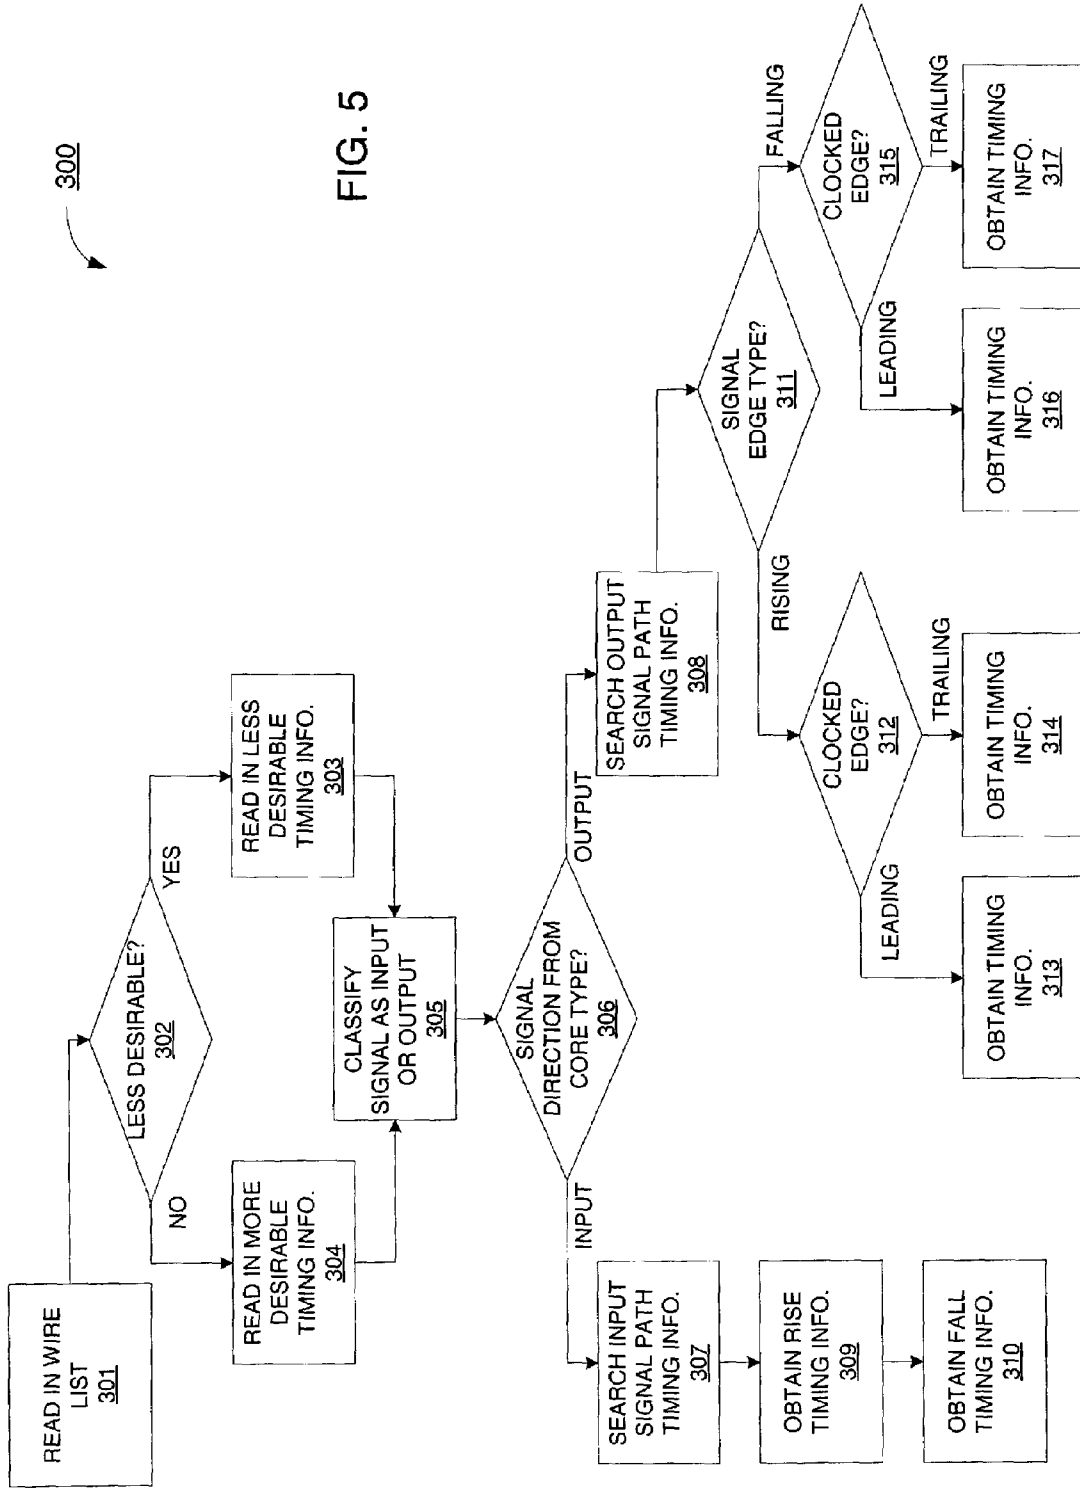 300
FIG. 5
READ IN WIRE
LIST
301
LESS DESIRABLE?
302
NO
YES
READ IN MORE
DESIRABLE
TIMING INFO.
304
READ IN LESS
DESIRABLE
TIMING INFO.
303
CLASSIFY
SIGNAL AS INPUT
OR OUTPUT
305
SIGNAL
DIRECTION FROM
CORE TYPE?
306
INPUT
OUTPUT
SEARCH INPUT
SIGNAL PATH
TIMING INFO.
307
OBTAIN RISE
TIMING INFO.
309
OBTAIN FALL
TIMING INFO.
310
SEARCH OUTPUT
SIGNAL PATH
TIMING INFO.
308
SIGNAL
EDGE TYPE?
311
RISING
FALLING
CLOCKED
EDGE?
312
LEADING
TRAILING
OBTAIN TIMING
INFO.
313
OBTAIN TIMING
INFO.
314
CLOCKED
EDGE?
315
LEADING
TRAILING
OBTAIN TIMING
INFO.
316
OBTAIN TIMING
INFO.
317